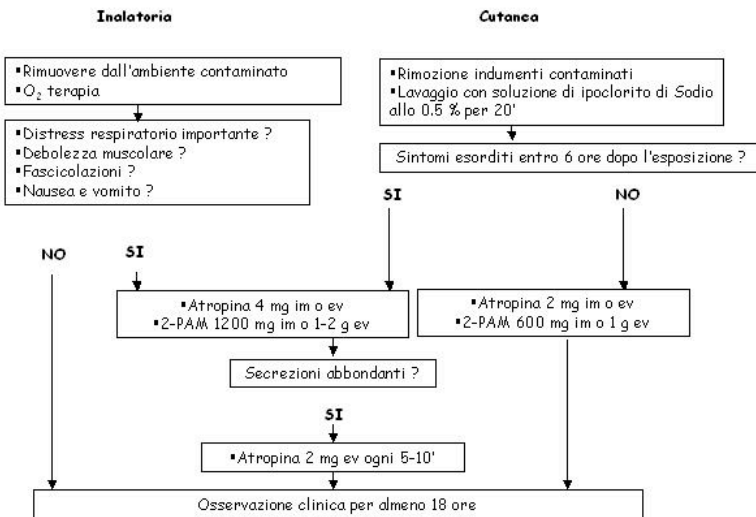 Inalatoria
Cutanea
▪Rimuovere dall'ambiente contaminato
▪O₂ terapia
▪Rimozione indumenti contaminati
▪Lavaggio con soluzione di ipoclorito di Sodio
allo 0.5 % per 20'
▪Distress respiratorio importante ?
▪Debolezza muscolare ?
▪Fascicolazioni ?
▪Nausea e vomito ?
Sintomi esorditi entro 6 ore dopo l'esposizione ?
SI
NO
NO
SI
▪Atropina 4 mg im o ev
▪2-PAM 1200 mg im o 1-2 g ev
▪Atropina 2 mg im o ev
▪2-PAM 600 mg im o 1 g ev
Secrezioni abbondanti ?
SI
▪Atropina 2 mg ev ogni 5-10'
Osservazione clinica per almeno 18 ore